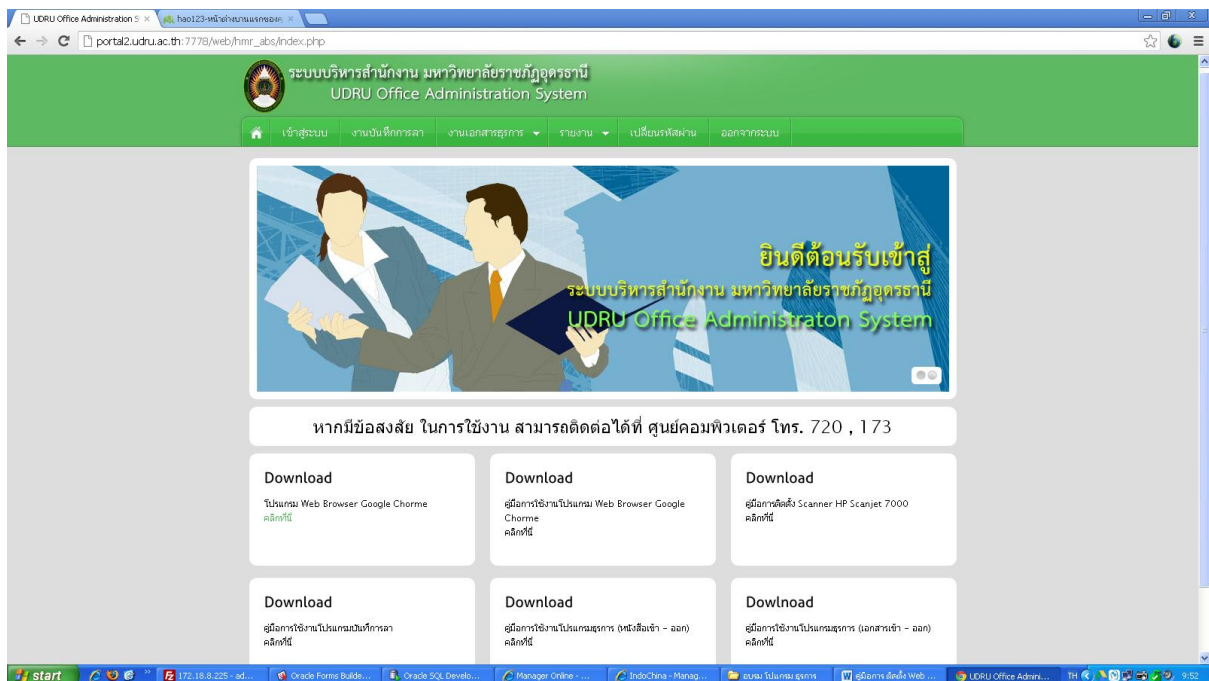 UDRU Office Administration S
hao123-หน้าต่างบานแรกของคุ
portal2.udru.ac.th:7778/web/hmr_abs/index.php
ระบบบริหารสำนักงาน มหาวิทยาลัยราชภัฏอุดรธานี
UDRU Office Administration System
เข้าสู่ระบบ งานบันทึกการลา งานเอกสารธุรการ รายงาน เปลี่ยนรหัสผ่าน ออกจากระบบ
ยินดีต้อนรับเข้าสู่
ระบบบริหารสำนักงาน มหาวิทยาลัยราชภัฏอุดรธานี
UDRU Office Administraton System
หากมีข้อสงสัย ในการใช้งาน สามารถติดต่อได้ที่ ศูนย์คอมพิวเตอร์ โทร. 720 , 173
Download
โปรแกรม Web Browser Google Chorme
คลิกที่นี่
Download
คู่มือการใช้งานโปรแกรม Web Browser Google
Chorme
คลิกที่นี่
Download
คู่มือการติดตั้ง Scanner HP Scanjet 7000
คลิกที่นี่
Download
คู่มือการใช้งานโปรแกรมบันทึกการลา
คลิกที่นี่
Download
คู่มือการใช้งานโปรแกรมธุรการ (หนังสือเข้า - ออก)
คลิกที่นี่
Dowlnoad
คู่มือการใช้งานโปรแกรมธุรการ (เอกสารเข้า - ออก)
คลิกที่นี่
start 172.18.8.225 - ad... Oracle Forms Builde... Oracle SQL Develo... Manager Online - ... IndoChina - Manag... อบรม โปรแกรม ธุรการ คู่มือการ ติดตั้ง Web ... UDRU Office Admini... TH 9:52